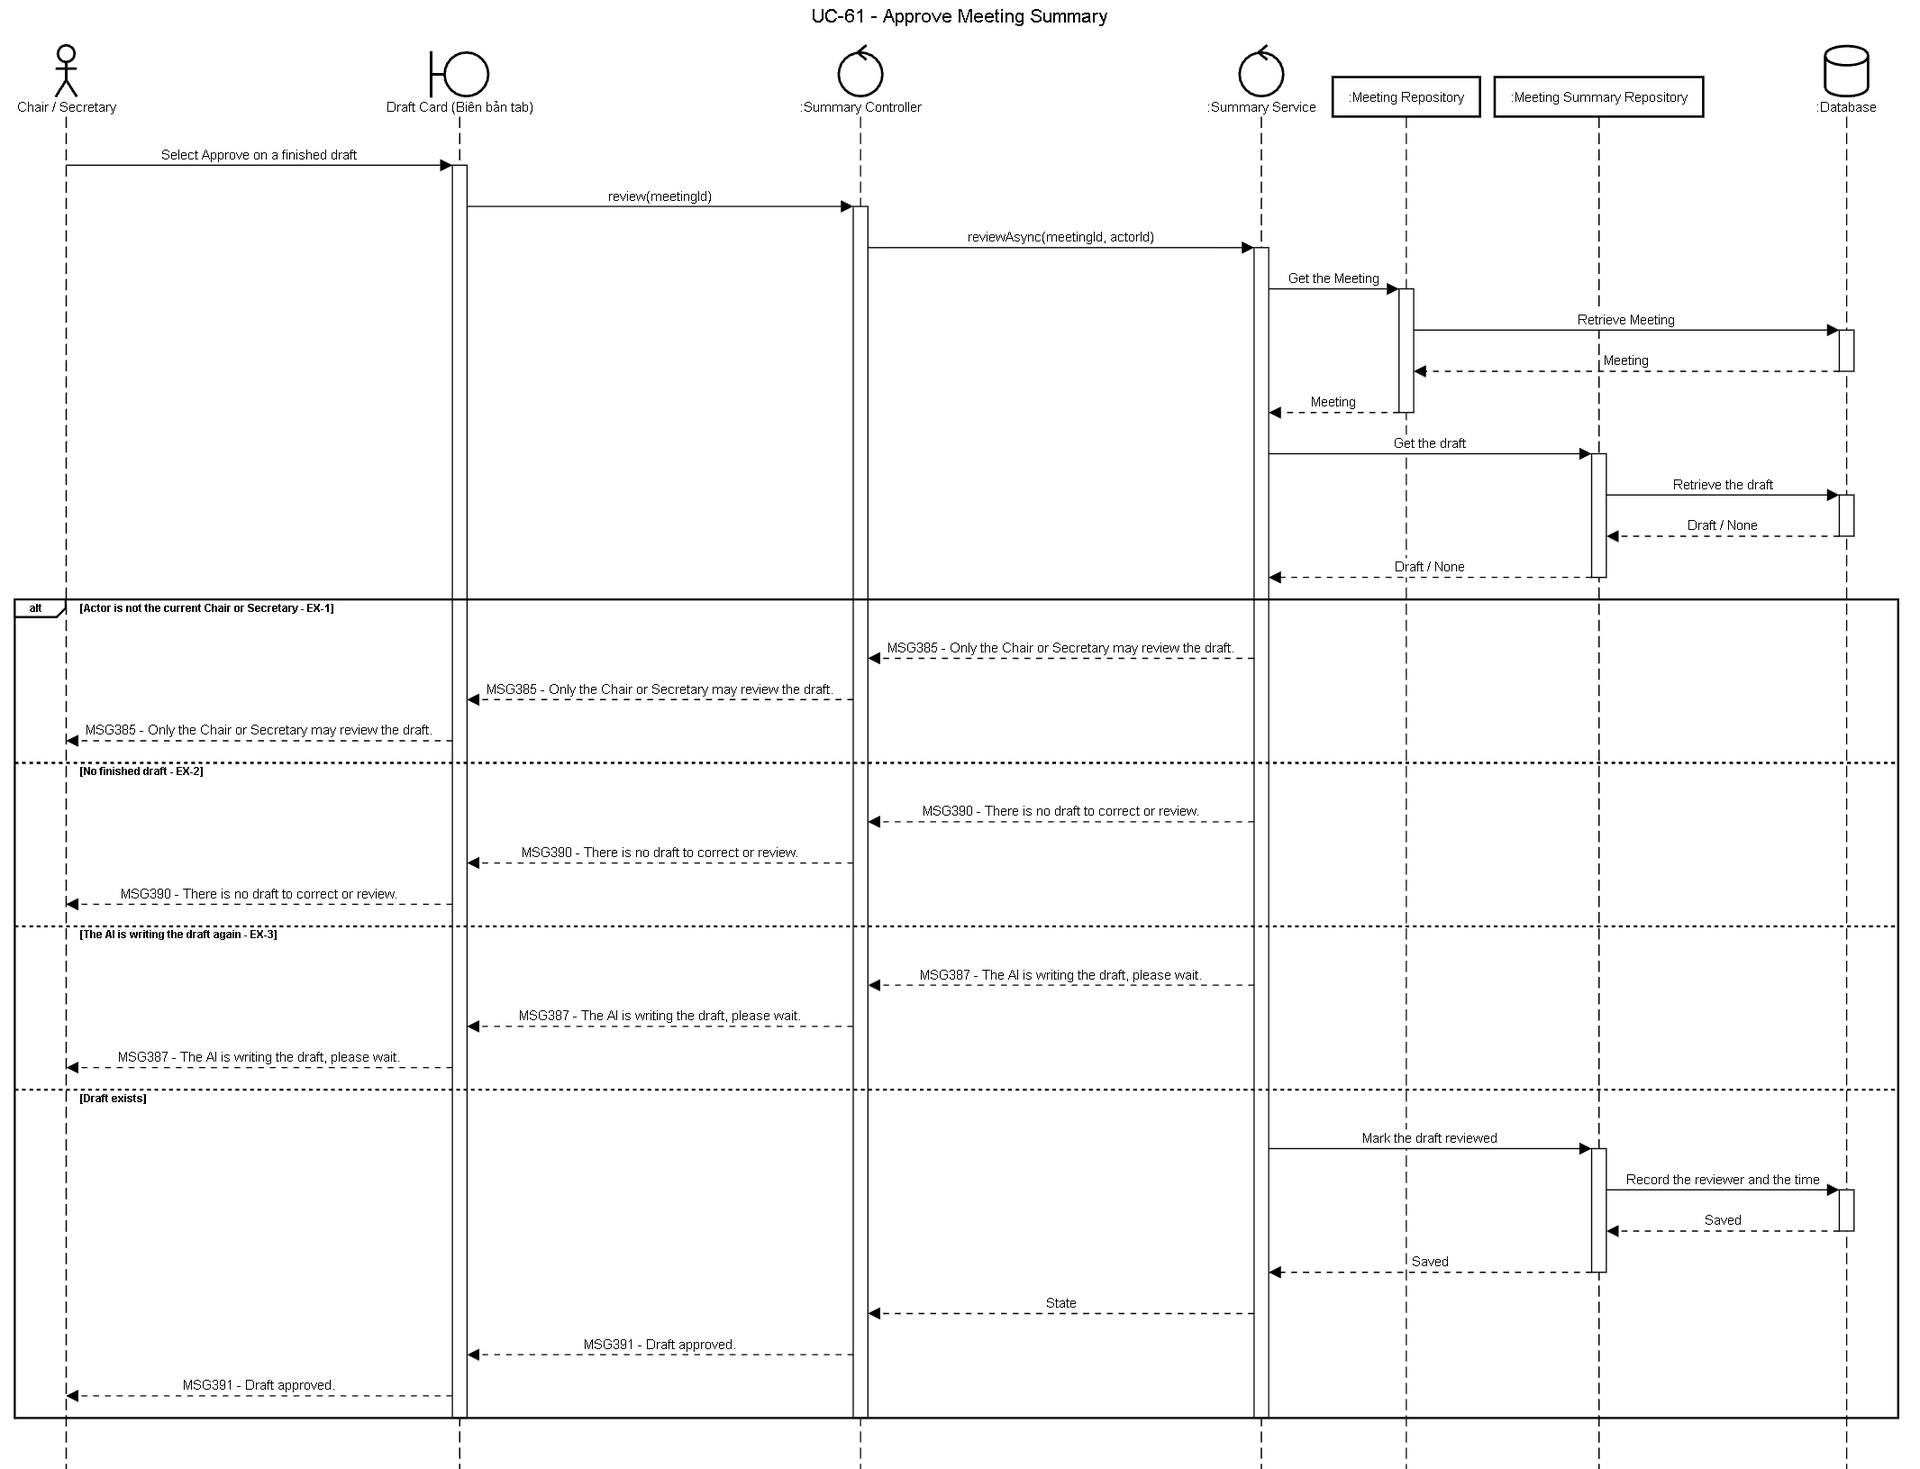 UC-61 - Approve Meeting Summary
Chair / Secretary
Draft Card (Biên bản tab)
:Summary Controller
:Summary Service
:Meeting Repository
:Meeting Summary Repository
:Database
Select Approve on a finished draft
review(meetingId)
reviewAsync(meetingId, actorId)
Get the Meeting
Retrieve Meeting
Meeting
Meeting
Get the draft
Retrieve the draft
Draft / None
Draft / None
alt
[Actor is not the current Chair or Secretary - EX-1]
MSG385 - Only the Chair or Secretary may review the draft.
MSG385 - Only the Chair or Secretary may review the draft.
MSG385 - Only the Chair or Secretary may review the draft.
[No finished draft - EX-2]
MSG390 - There is no draft to correct or review.
MSG390 - There is no draft to correct or review.
MSG390 - There is no draft to correct or review.
[The AI is writing the draft again - EX-3]
MSG387 - The AI is writing the draft, please wait.
MSG387 - The AI is writing the draft, please wait.
MSG387 - The AI is writing the draft, please wait.
[Draft exists]
Mark the draft reviewed
Record the reviewer and the time
Saved
Saved
State
MSG391 - Draft approved.
MSG391 - Draft approved.